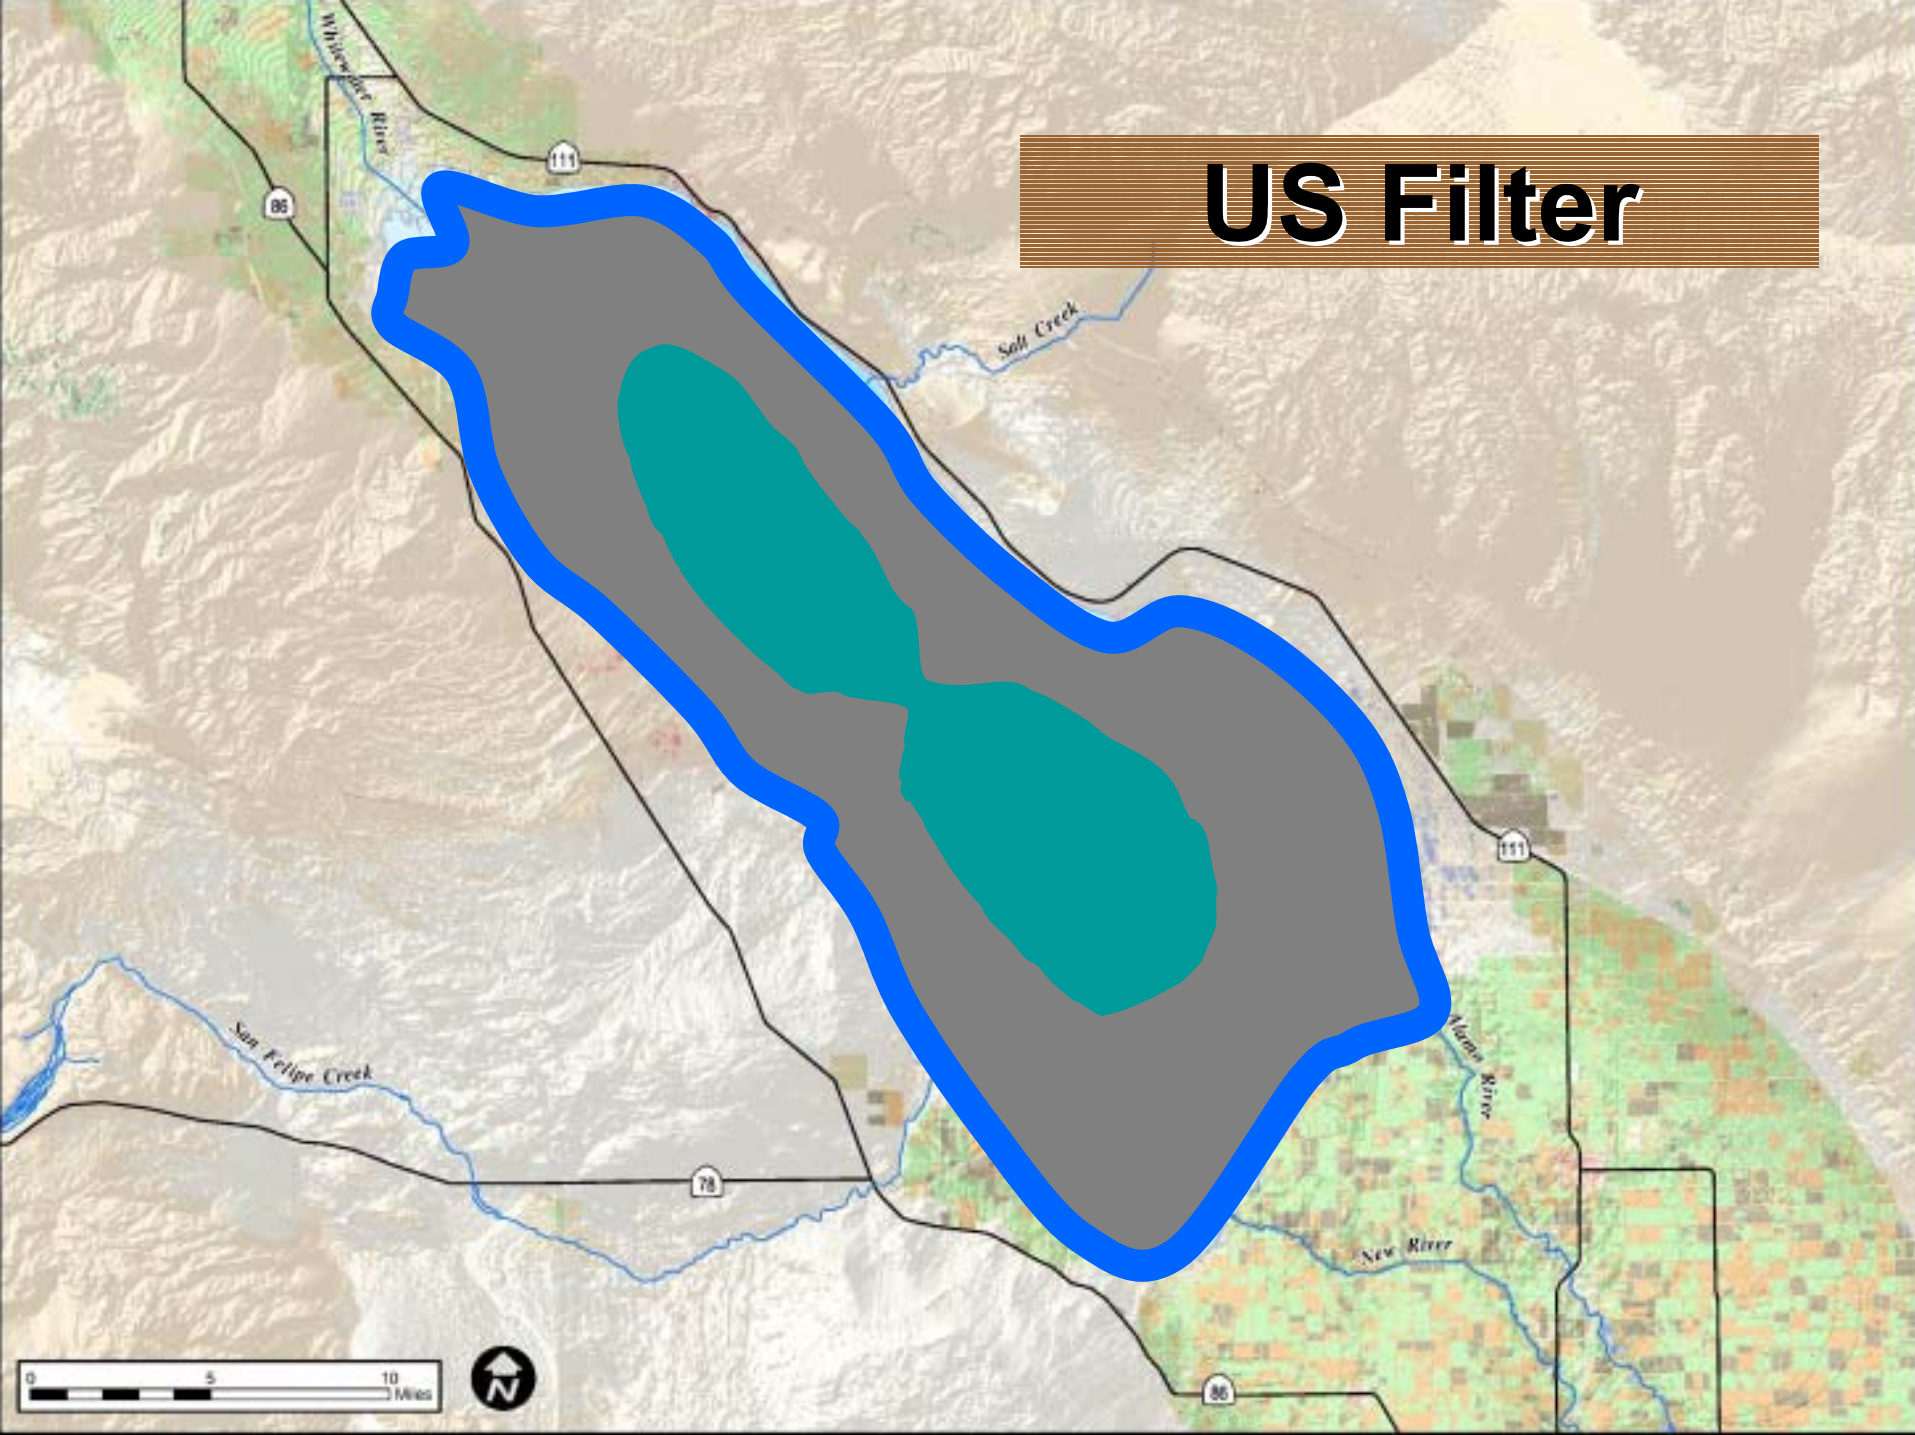 Whitewater River
111
86
US Filter
Salt Creek
111
San Felipe Creek
Alamo River
78
New River
0 5 10
Miles
N
86